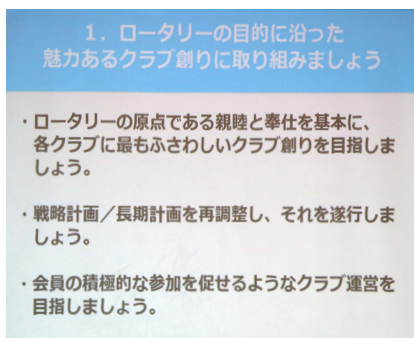 １．ロータリーの目的に沿った
魅力あるクラブ創りに取り組みましょう
・ロータリーの原点である親睦と奉仕を基本に、
各クラブに最もふさわしいクラブ創りを目指しま
しょう。
・戦略計画／長期計画を再調整し、それを遂行しま
しょう。
・会員の積極的な参加を促せるようなクラブ運営を
目指しましょう。